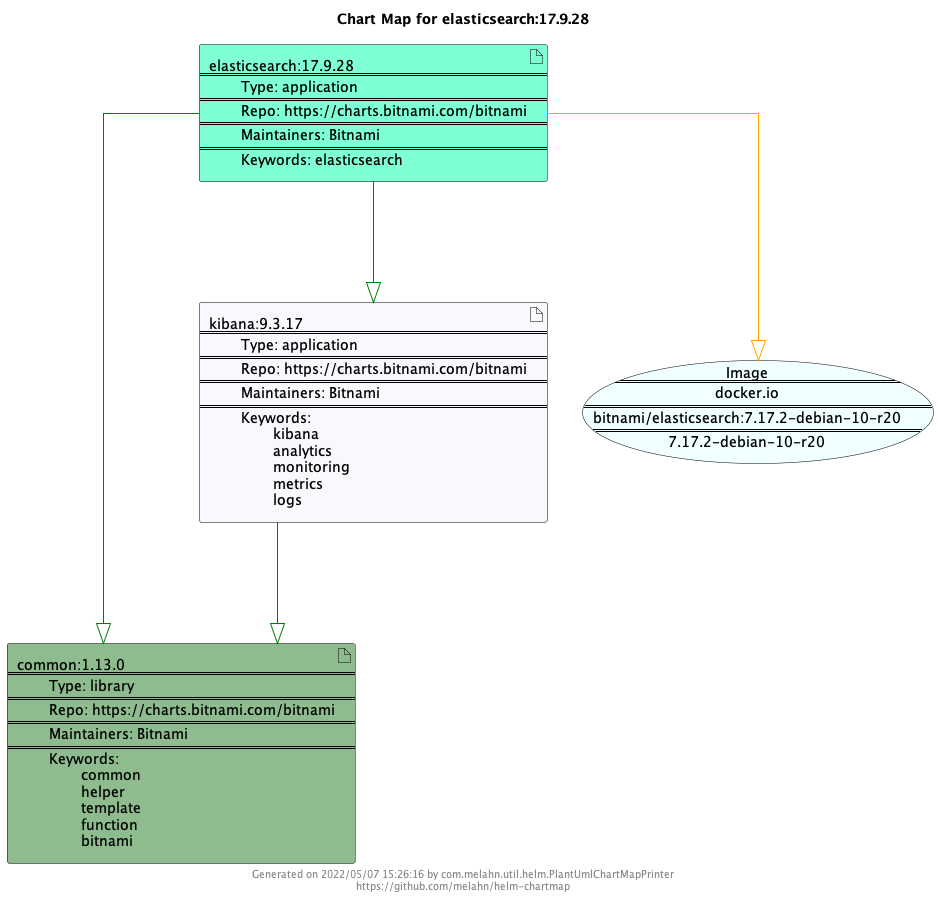 Chart Map for elasticsearch:17.9.28
elasticsearch:17.9.28
Type: application
Repo: https://charts.bitnami.com/bitnami
Maintainers: Bitnami
Keywords: elasticsearch
kibana:9.3.17
Type: application
Repo: https://charts.bitnami.com/bitnami
Maintainers: Bitnami
Keywords:
kibana
analytics
monitoring
metrics
logs
Image
docker.io
bitnami/elasticsearch:7.17.2-debian-10-r20
7.17.2-debian-10-r20
common:1.13.0
Type: library
Repo: https://charts.bitnami.com/bitnami
Maintainers: Bitnami
Keywords:
common
helper
template
function
bitnami
Generated on 2022/05/07 15:26:16 by com.melahn.util.helm.PlantUmlChartMapPrinter
https://github.com/melahn/helm-chartmap